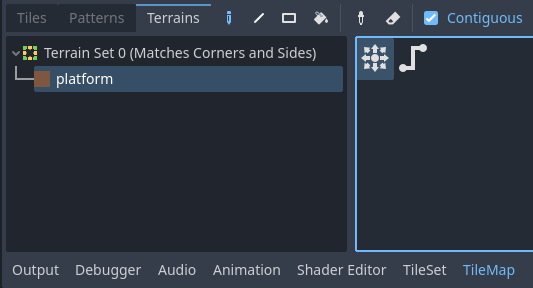 Tiles Patterns Terrains Contiguous
Terrain Set 0 (Matches Corners and Sides)
platform
Output Debugger Audio Animation Shader Editor TileSet TileMap